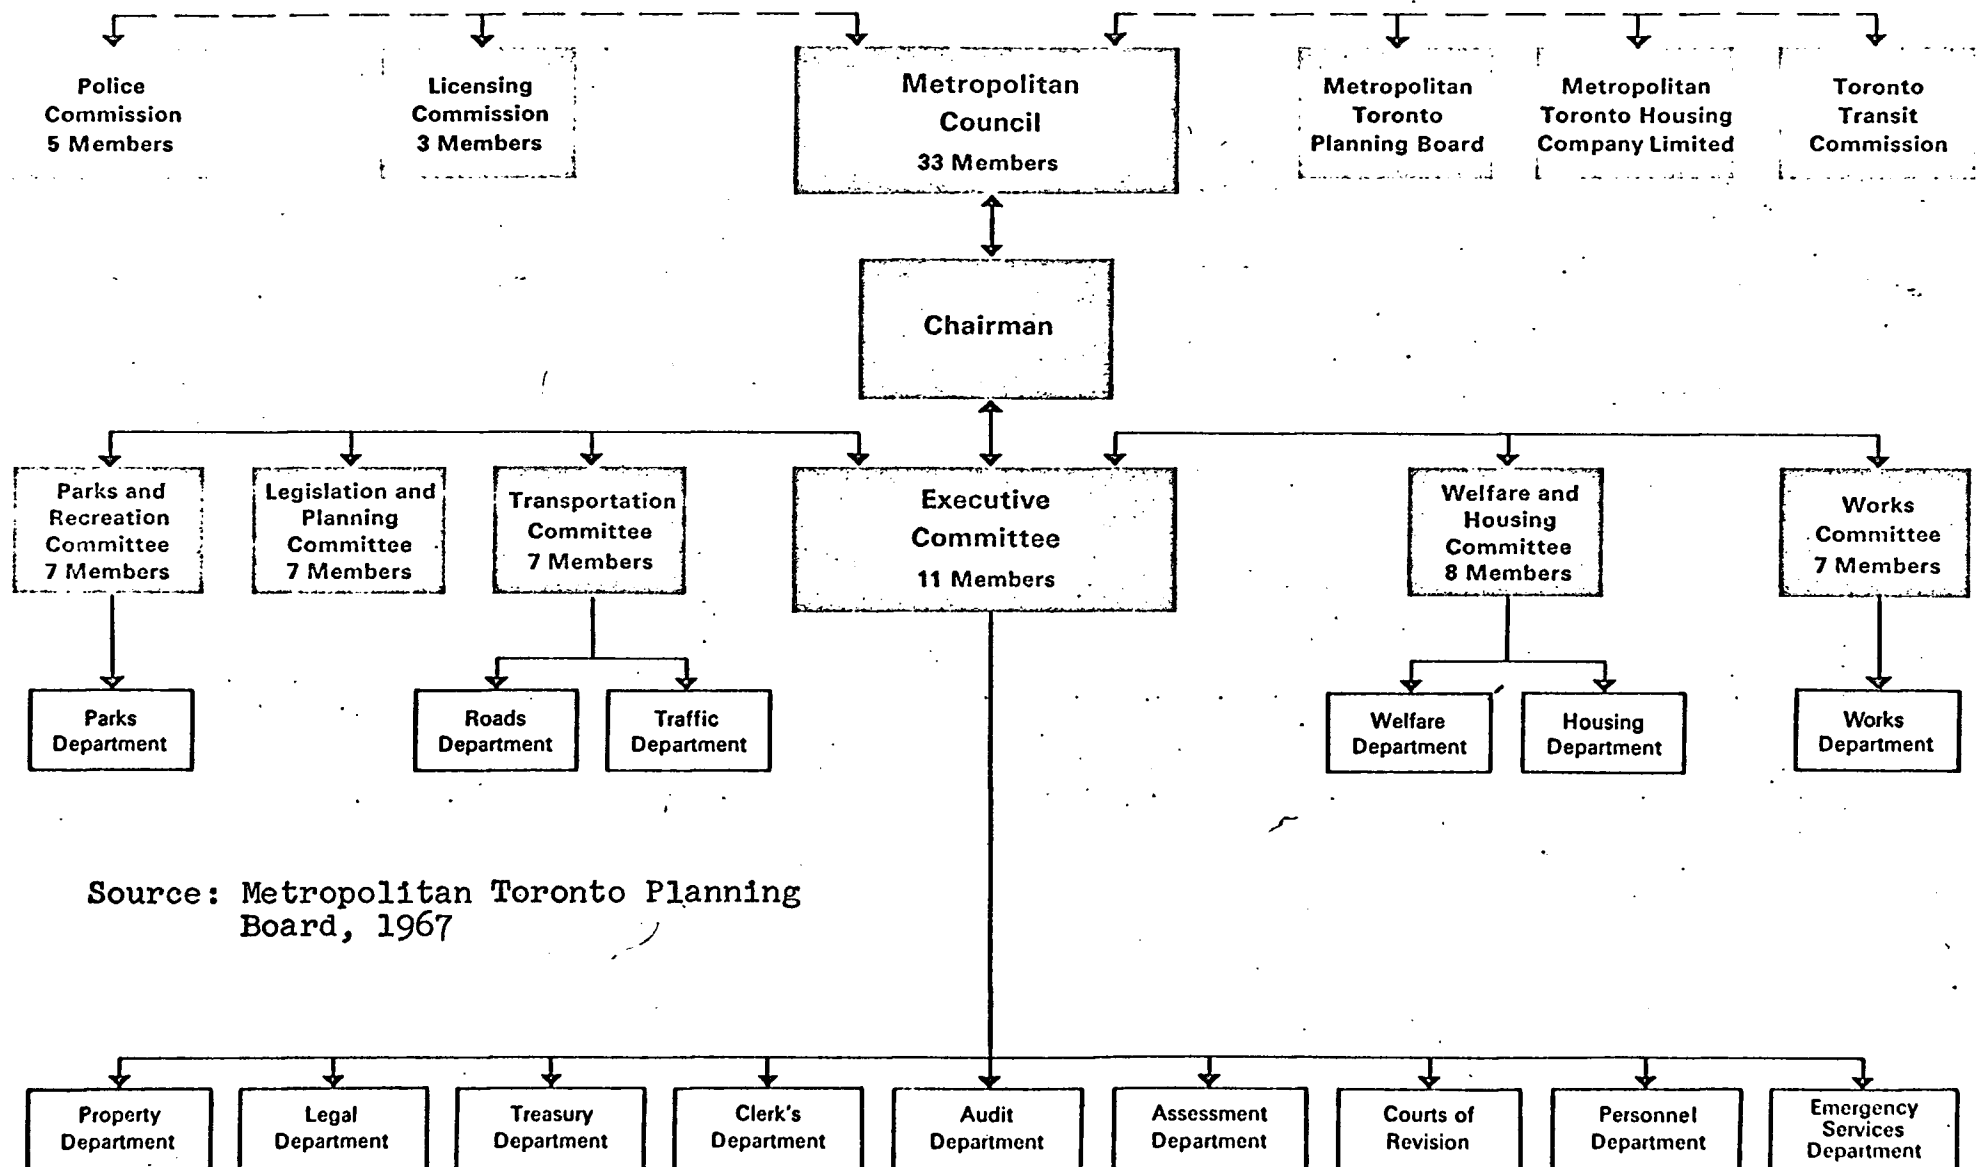 Police
Commission
5 Members
Licensing
Commission
3 Members
Metropolitan
Council
33 Members
Metropolitan
Toronto
Planning Board
Metropolitan
Toronto Housing
Company Limited
Toronto
Transit
Commission
Chairman
Parks and
Recreation
Committee
7 Members
Legislation and
Planning
Committee
7 Members
Transportation
Committee
7 Members
Executive
Committee
11 Members
Welfare and
Housing
Committee
8 Members
Works
Committee
7 Members
Parks
Department
Roads
Department
Traffic
Department
Welfare
Department
Housing
Department
Works
Department
Source: Metropolitan Toronto Planning
Board, 1967
Property
Department
Legal
Department
Treasury
Department
Clerk's
Department
Audit
Department
Assessment
Department
Courts of
Revision
Personnel
Department
Emergency
Services
Department